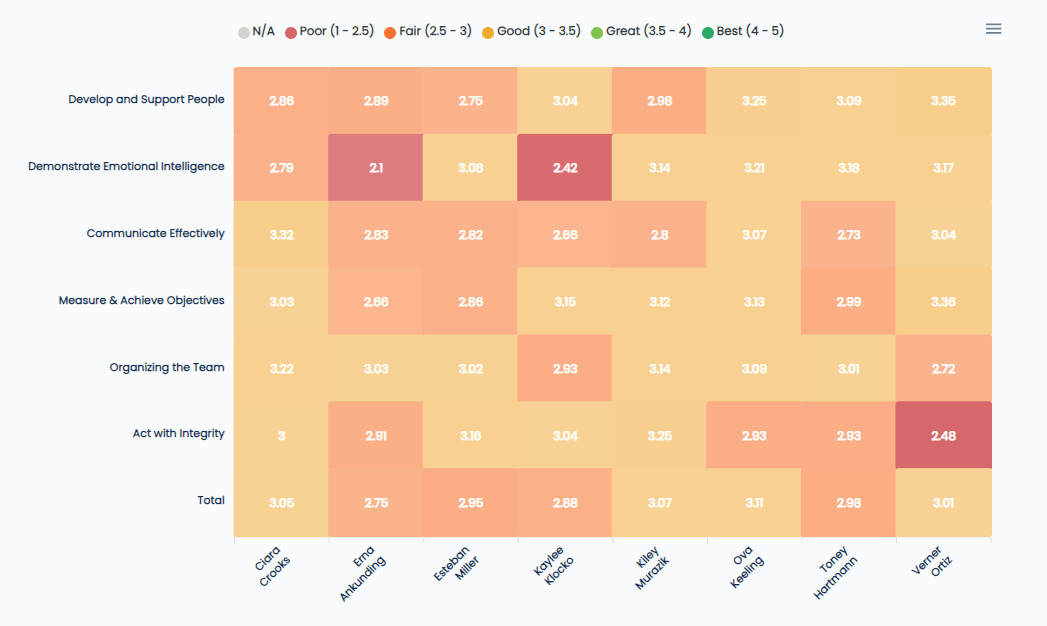 N/A Poor (1 - 2.5) Fair (2.5 - 3) Good (3 - 3.5) Great (3.5 - 4) Best (4 - 5)
Develop and Support People 2.86 2.89 2.75 3.04 2.98 3.25 3.09 3.35
Demonstrate Emotional Intelligence 2.79 2.1 3.08 2.42 3.14 3.21 3.18 3.17
Communicate Effectively 3.32 2.83 2.82 2.66 2.8 3.07 2.73 3.04
Measure & Achieve Objectives 3.03 2.66 2.86 3.15 3.12 3.13 2.99 3.36
Organizing the Team 3.22 3.03 3.02 2.93 3.14 3.09 3.01 2.72
Act with Integrity 3 2.91 3.16 3.04 3.25 2.93 2.93 2.48
Total 3.05 2.75 2.95 2.88 3.07 3.11 2.98 3.01
Ciara
Crooks
Erna
Ankunding
Esteban
Miller
Kaylee
Klocko
Kiley
Murazik
Ova
Keeling
Toney
Hartmann
Verner
Ortiz